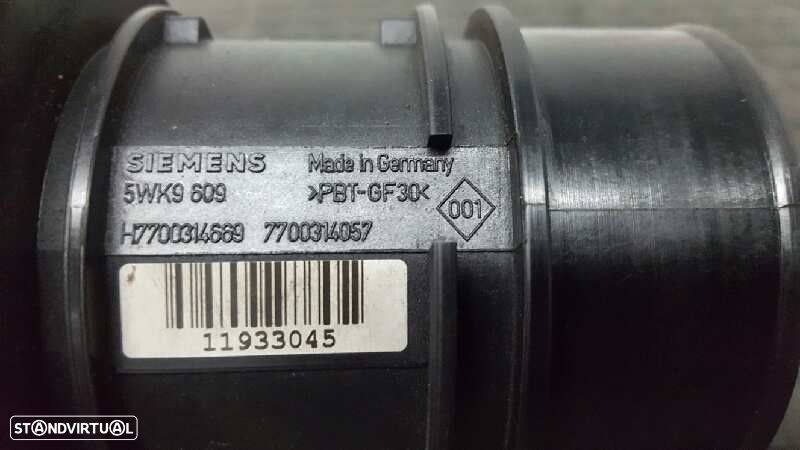 SIEMENS Made in Germany
5WK9 609 >PBT-GF30<
001
H7700314669 7700314057
11933045
STANDVIRTUAL